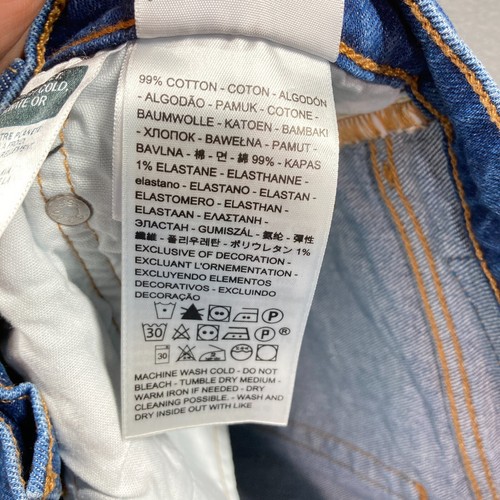 99% COTTON - COTON - ALGODÓN
- ALGODÃO - PAMUK - COTONE -
BAUMWOLLE - KATOEN - BAMBAKI
- ХЛОПОК - BAWEŁNA - PAMUT -
BAVLNA - 棉 - 면 - 綿 99% - KAPAS
1% ELASTANE - ELASTHANNE -
elastano - ELASTANO - ELASTAN -
ELASTOMERO - ELASTHAN -
ELASTAAN - ΕΛΑΣΤΑΝΗ -
ЭЛАСТАН - GUMISZÁL - 氨纶 - 彈性
纖維 - 폴리우레탄 - ポリウレタン 1%
EXCLUSIVE OF DECORATION -
EXCLUANT L'ORNEMENTATION -
EXCLUYENDO ELEMENTOS
DECORATIVOS - EXCLUINDO
DECORAÇÃO
P
30 P
30
MACHINE WASH COLD - DO NOT
BLEACH - TUMBLE DRY MEDIUM -
WARM IRON IF NEEDED - DRY
CLEANING POSSIBLE. - WASH AND
DRY INSIDE OUT WITH LIKE
COLD,
OR